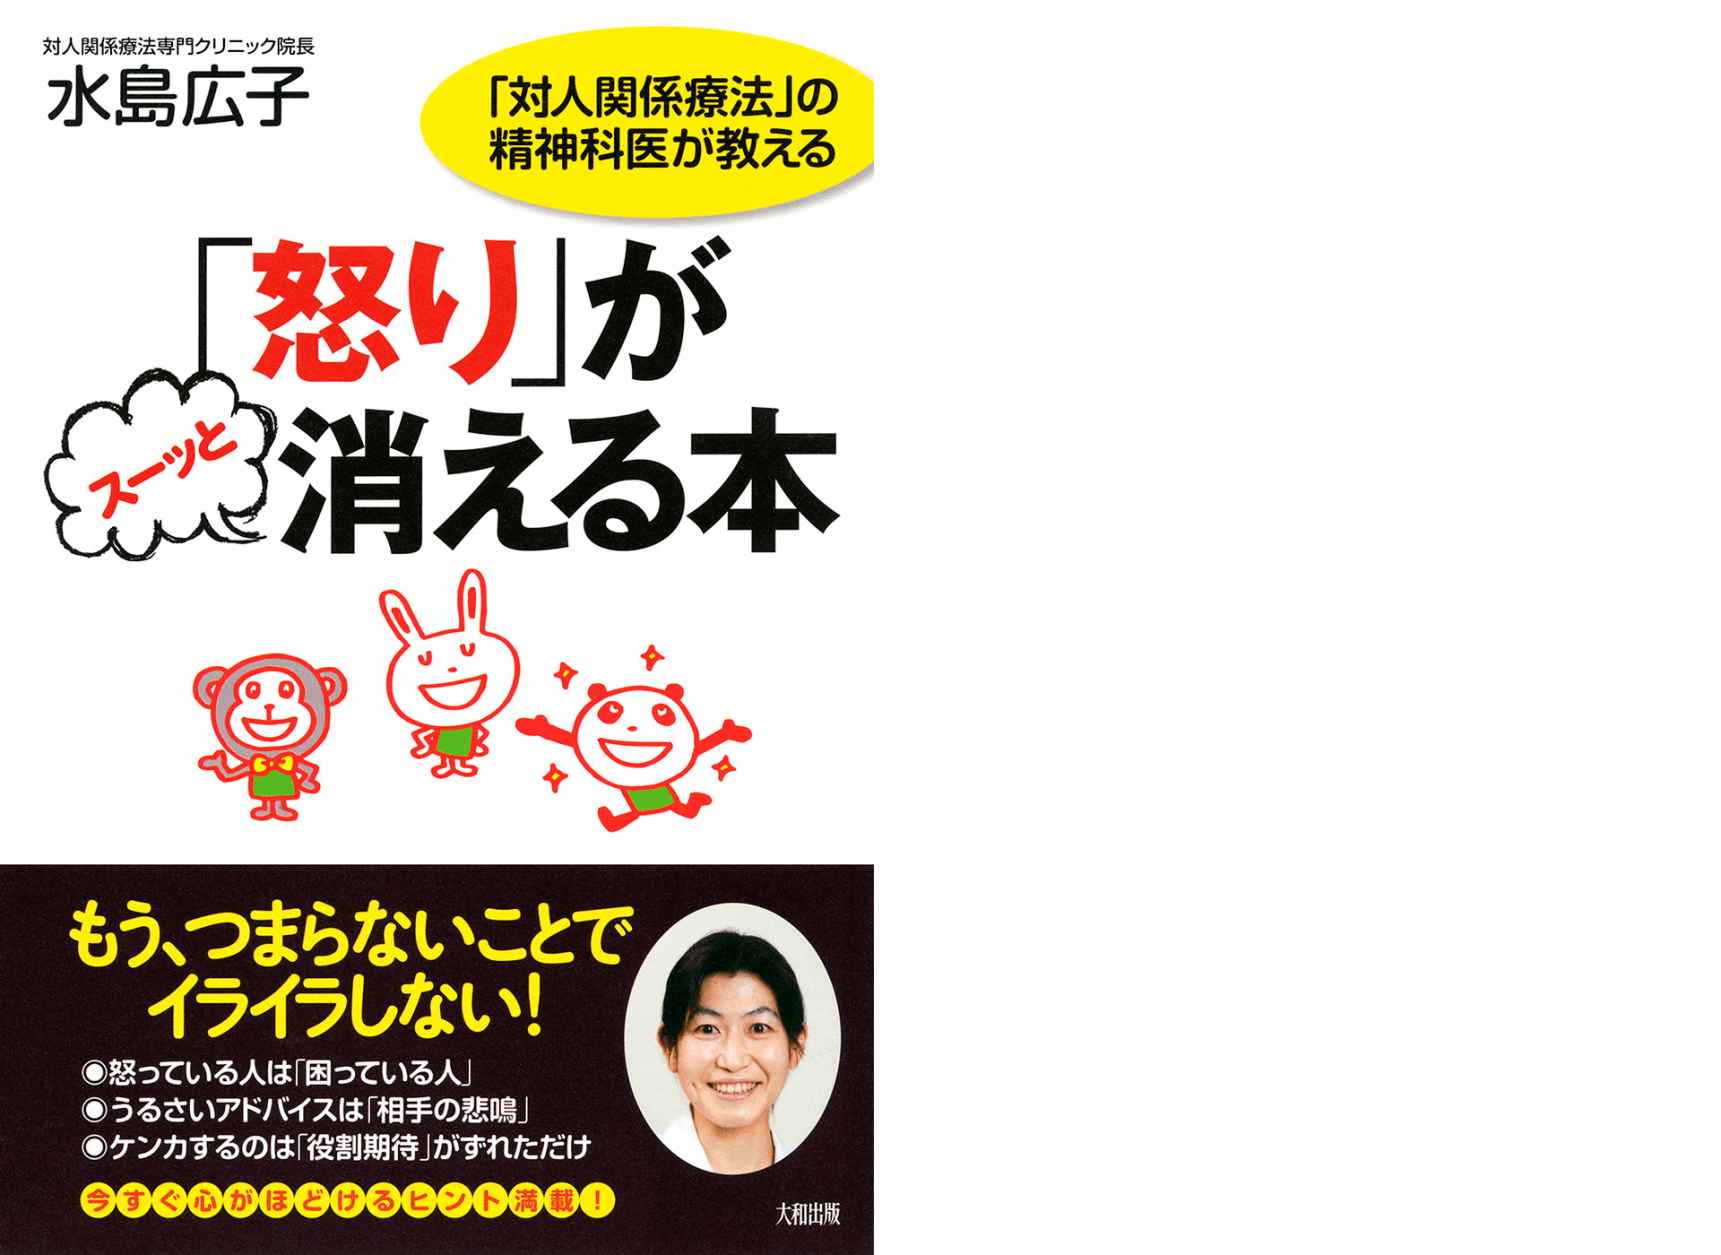 対人関係療法専門クリニック院長
水島広子
「対人関係療法」の
精神科医が教える
「怒り」が
スーッと
消える本
もう、つまらないことで
イライラしない!
◉怒っている人は「困っている人」
◉うるさいアドバイスは「相手の悲鳴」
◉ケンカするのは「役割期待」がずれただけ
今すぐ心がほどけるヒント満載!
大和出版